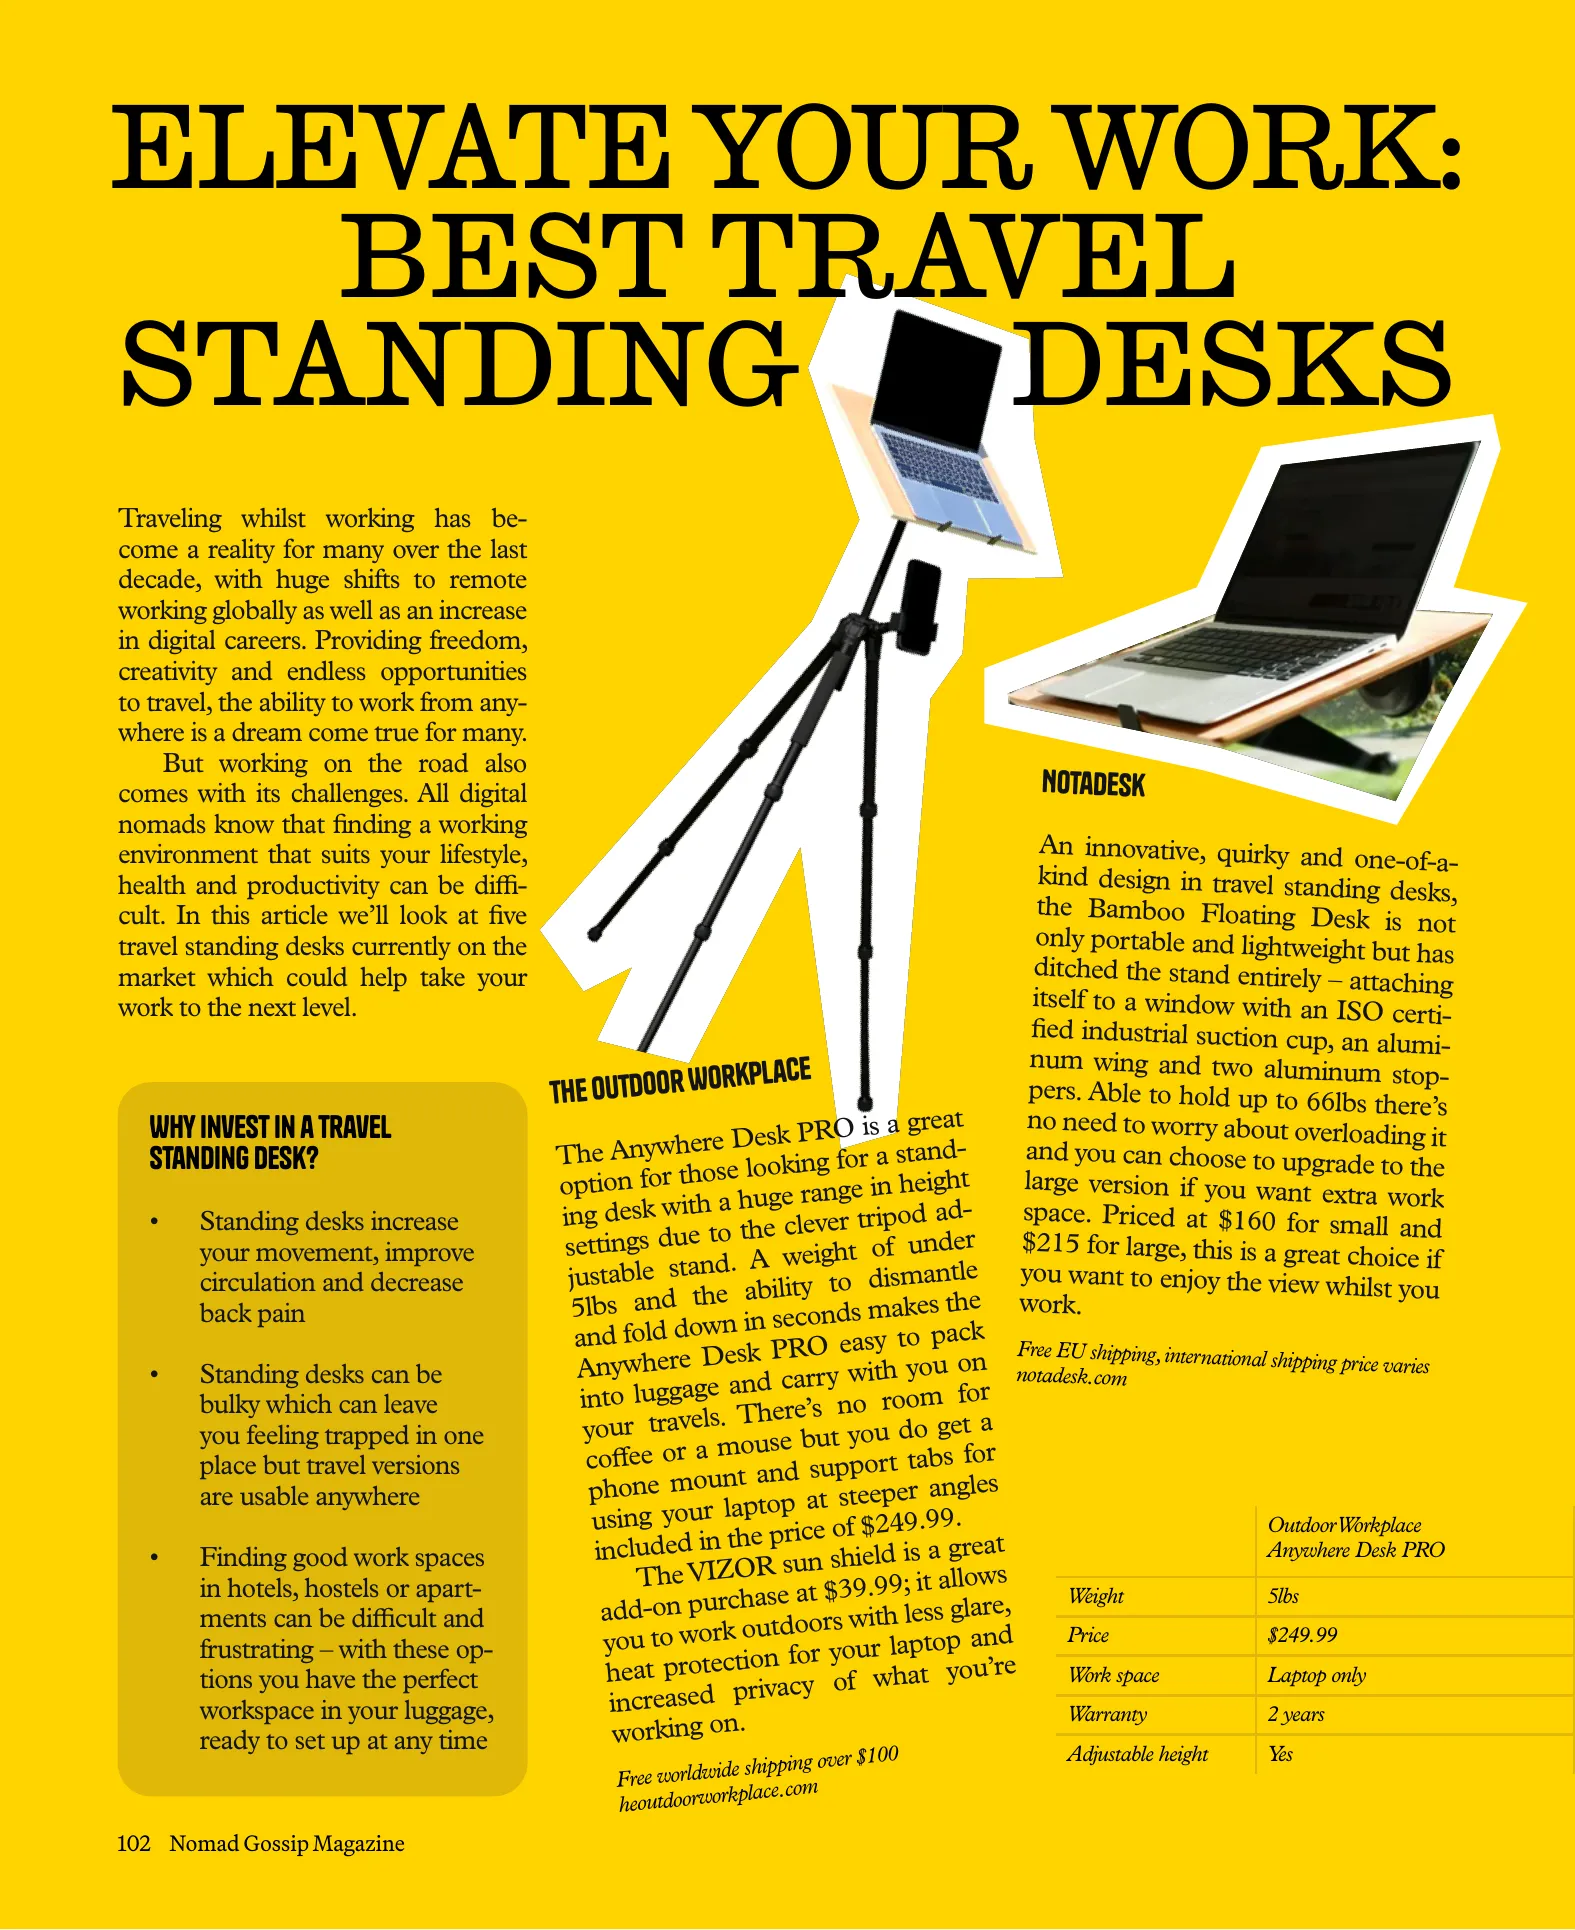 ELEVATE YOUR WORK:
BEST TRAVEL
STANDING DESKS
Traveling whilst working has be-
come a reality for many over the last
decade, with huge shifts to remote
working globally as well as an increase
in digital careers. Providing freedom,
creativity and endless opportunities
to travel, the ability to work from any-
where is a dream come true for many.
But working on the road also
comes with its challenges. All digital
nomads know that finding a working
environment that suits your lifestyle,
health and productivity can be diffi-
cult. In this article we'll look at five
travel standing desks currently on the
market which could help take your
work to the next level.
WHY INVEST IN A TRAVEL
STANDING DESK?
• Standing desks increase
your movement, improve
circulation and decrease
back pain
• Standing desks can be
bulky which can leave
you feeling trapped in one
place but travel versions
are usable anywhere
• Finding good work spaces
in hotels, hostels or apart-
ments can be difficult and
frustrating – with these op-
tions you have the perfect
workspace in your luggage,
ready to set up at any time
THE OUTDOOR WORKPLACE
The Anywhere Desk PRO is a great
option for those looking for a stand-
ing desk with a huge range in height
settings due to the clever tripod ad-
justable stand. A weight of under
5lbs and the ability to dismantle
and fold down in seconds makes the
Anywhere Desk PRO easy to pack
into luggage and carry with you on
your travels. There's no room for
coffee or a mouse but you do get a
phone mount and support tabs for
using your laptop at steeper angles
included in the price of $249.99.
The VIZOR sun shield is a great
add-on purchase at $39.99; it allows
you to work outdoors with less glare,
heat protection for your laptop and
increased privacy of what you're
working on.
Free worldwide shipping over $100
heoutdoorworkplace.com
NOTADESK
An innovative, quirky and one-of-a-
kind design in travel standing desks,
the Bamboo Floating Desk is not
only portable and lightweight but has
ditched the stand entirely – attaching
itself to a window with an ISO certi-
fied industrial suction cup, an alumi-
num wing and two aluminum stop-
pers. Able to hold up to 66lbs there's
no need to worry about overloading it
and you can choose to upgrade to the
large version if you want extra work
space. Priced at $160 for small and
$215 for large, this is a great choice if
you want to enjoy the view whilst you
work.
Free EU shipping, international shipping price varies
notadesk.com
Outdoor Workplace
Anywhere Desk PRO
Weight 5lbs
Price $249.99
Work space Laptop only
Warranty 2 years
Adjustable height Yes
102 Nomad Gossip Magazine